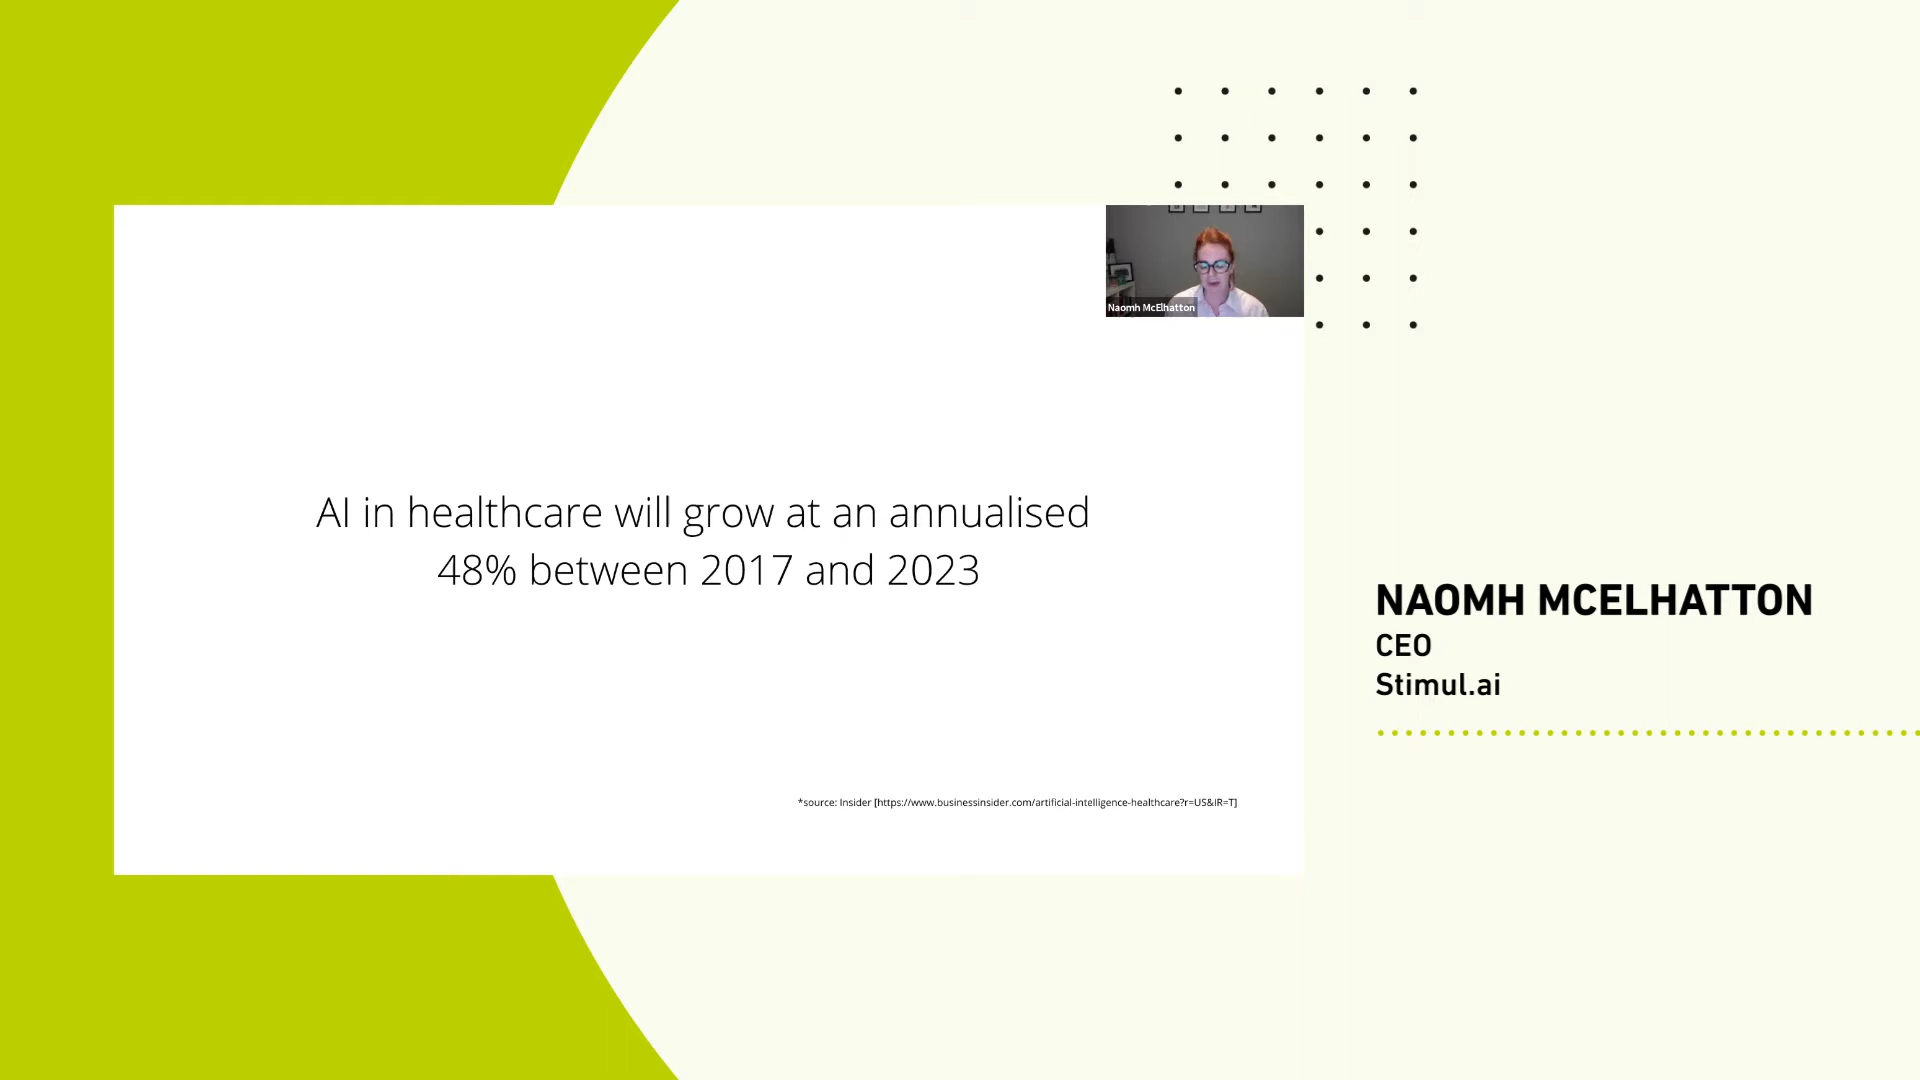 Naomh McElhatton
AI in healthcare will grow at an annualised
48% between 2017 and 2023
*source: Insider [https://www.businessinsider.com/artificial-intelligence-healthcare?r=US&IR=T]
NAOMH MCELHATTON
CEO
Stimul.ai